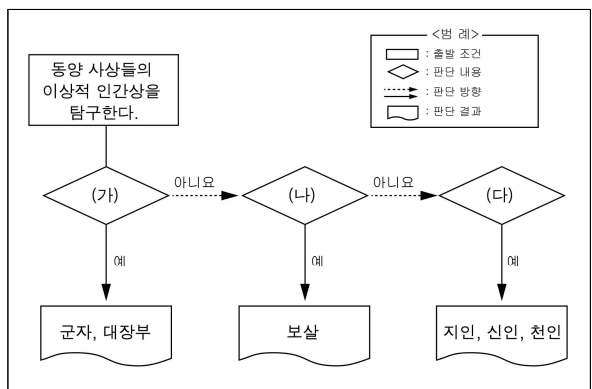 <범 례>
: 출발 조건
: 판단 내용
: 판단 방향
: 판단 결과
동양 사상들의
이상적 인간상을
탐구한다.
(가)
아니요
(나)
아니요
(다)
예
예
예
군자, 대장부
보살
지인, 신인, 천인